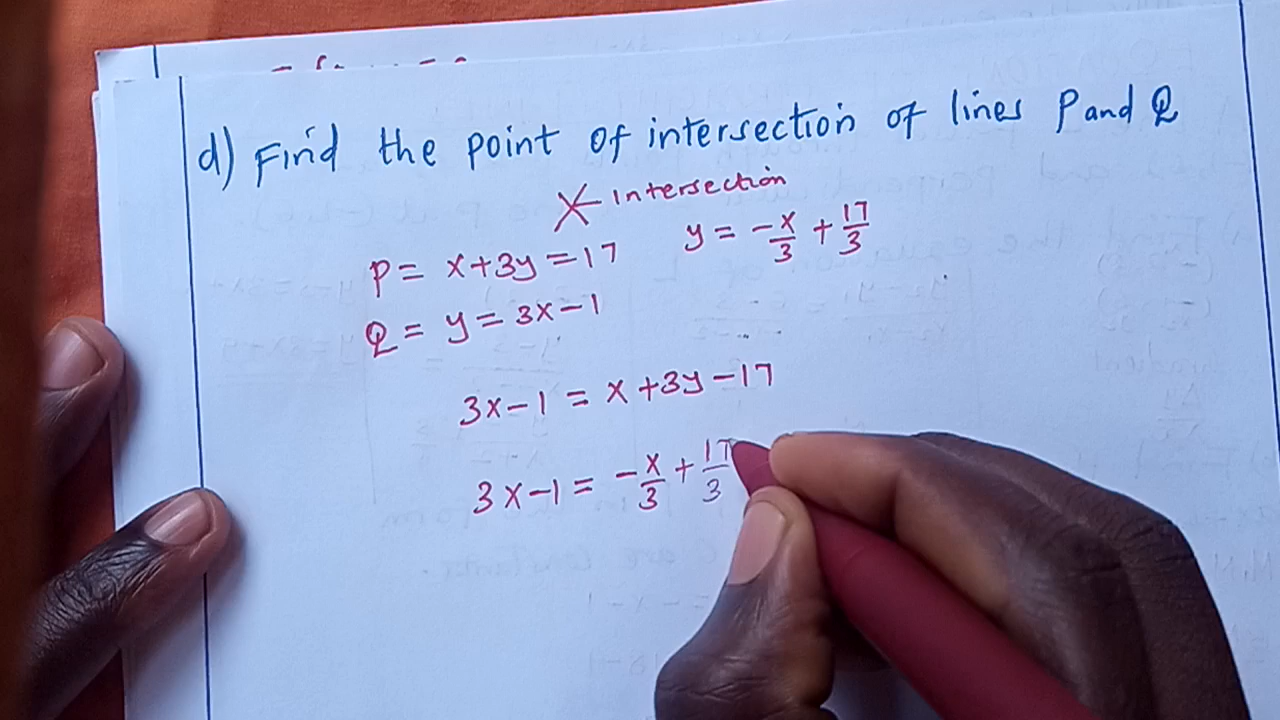 d) Find the point of intersection of lines P and Q
X-Intersection
P = x+3y=17 y = -x/3 + 17/3
Q = y = 3x-1
3x-1 = x+3y-17
3x-1 = -x/3 + 17/3